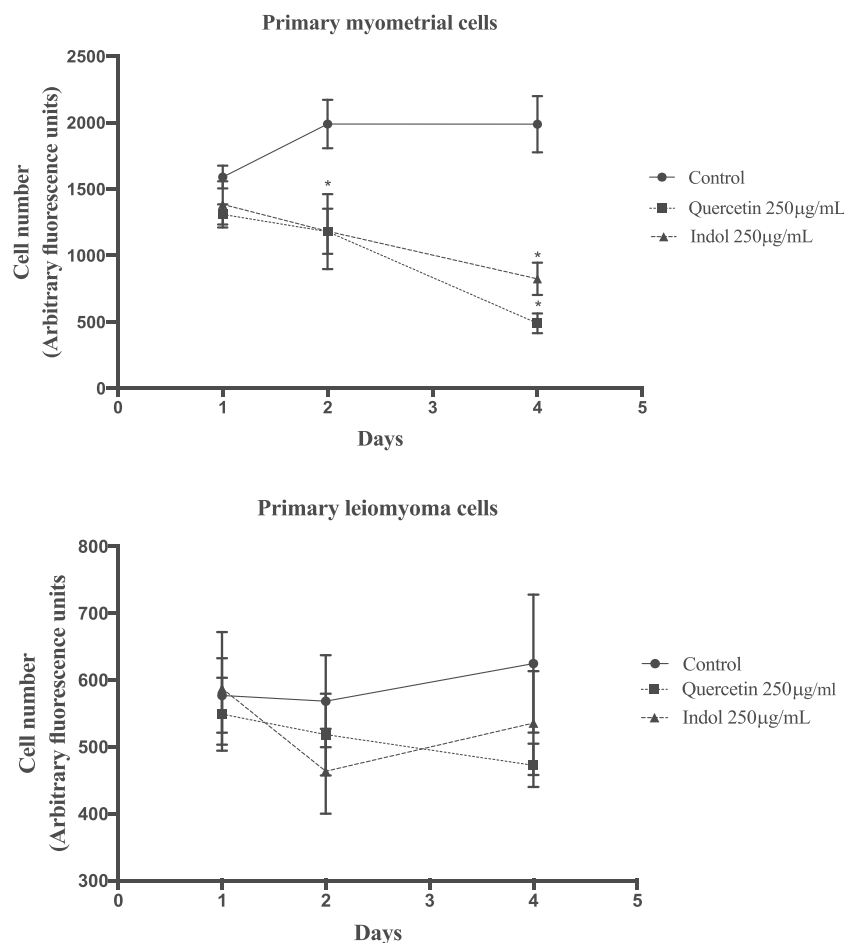 Primary myometrial cells
2500
2000
1500
1000
500
0
Cell number
(Arbitrary fluorescence units)
*
*
*
0 1 2 3 4 5
Days
Control
Quercetin 250µg/mL
Indol 250µg/mL
Primary leiomyoma cells
800
700
600
500
400
300
Cell number
(Arbitrary fluorescence units
0 1 2 3 4 5
Days
Control
Quercetin 250µg/ml
Indol 250µg/mL